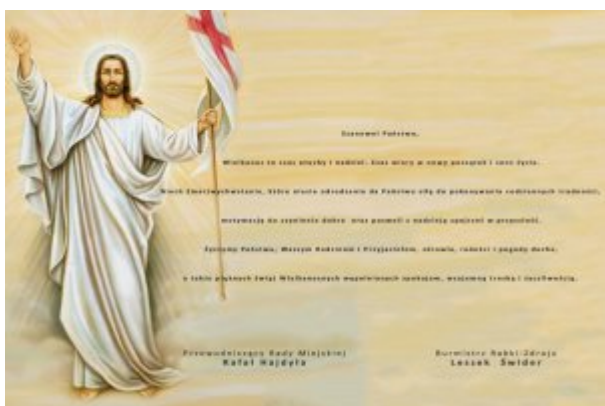 Szanowni Państwo,
Wielkanoc to czas otuchy i nadziei. Czas wiary w nowy początek i sens życia.
Niech Zmartwychwstanie, które niesie odrodzenie da Państwu siłę do pokonywania codziennych trudności,
motywację do czynienia dobra oraz pozwoli z nadzieją spojrzeć w przyszłość.
Życzymy Państwu, Waszym Rodzinom i Przyjaciołom, zdrowia, radości i pogody ducha,
a także pięknych Świąt Wielkanocnych wypełnionych spokojem, wzajemną troską i życzliwością.
Przewodniczący Rady Miejskiej
Rafał Hajdyła
Burmistrz Rabki-Zdroju
Leszek Świder